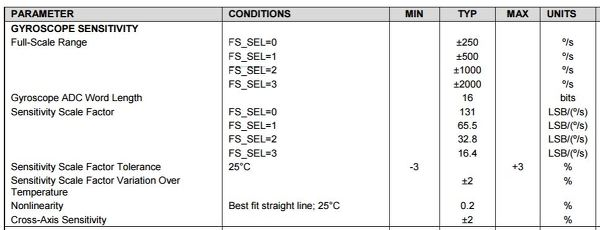 PARAMETER CONDITIONS MIN TYP MAX UNITS
GYROSCOPE SENSITIVITY
Full-Scale Range FS_SEL=0 ±250 º/s
FS_SEL=1 ±500 º/s
FS_SEL=2 ±1000 º/s
FS_SEL=3 ±2000 º/s
Gyroscope ADC Word Length 16 bits
Sensitivity Scale Factor FS_SEL=0 131 LSB/(º/s)
FS_SEL=1 65.5 LSB/(º/s)
FS_SEL=2 32.8 LSB/(º/s)
FS_SEL=3 16.4 LSB/(º/s)
Sensitivity Scale Factor Tolerance 25°C -3 +3 %
Sensitivity Scale Factor Variation Over
Temperature ±2 %
Nonlinearity Best fit straight line; 25°C 0.2 %
Cross-Axis Sensitivity ±2 %